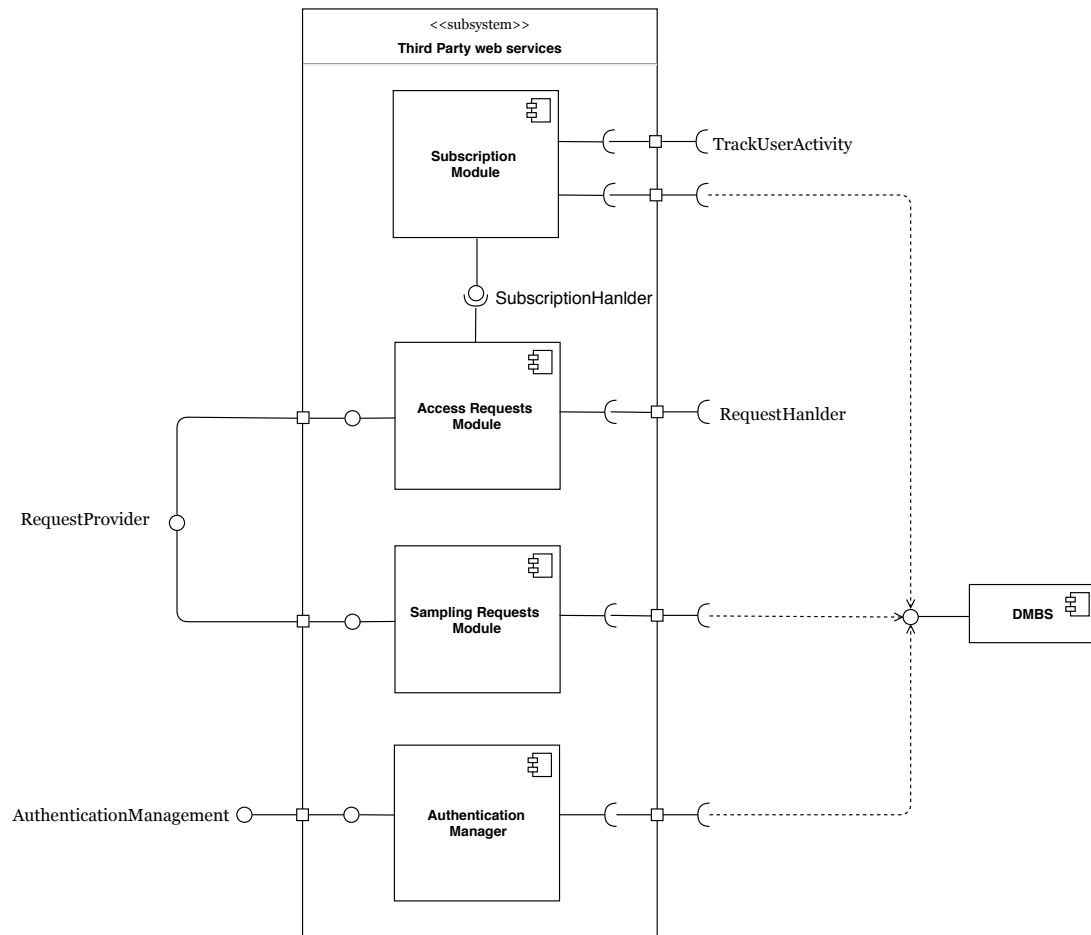 <<subsystem>>
Third Party web services
Subscription
Module
TrackUserActivity
SubscriptionHanlder
Access Requests
Module
RequestHanlder
RequestProvider
Sampling Requests
Module
DMBS
AuthenticationManagement
Authentication
Manager